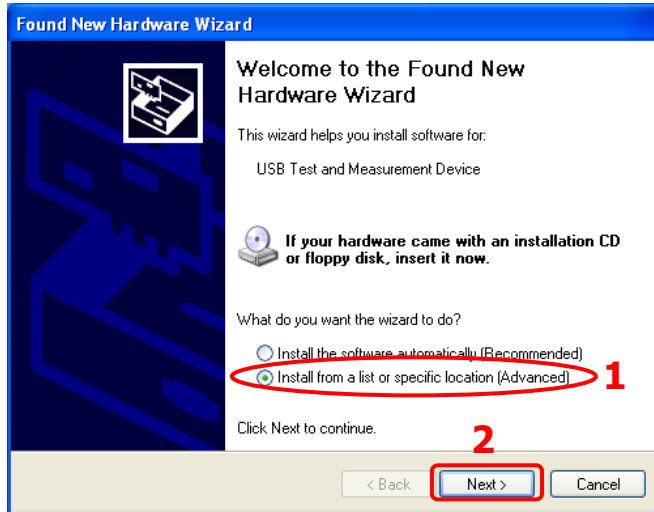 Found New Hardware Wizard
Welcome to the Found New
Hardware Wizard
This wizard helps you install software for:
USB Test and Measurement Device
If your hardware came with an installation CD
or floppy disk, insert it now.
What do you want the wizard to do?
Install the software automatically (Recommended)
Install from a list or specific location (Advanced) 1
Click Next to continue.
2
< Back Next > Cancel